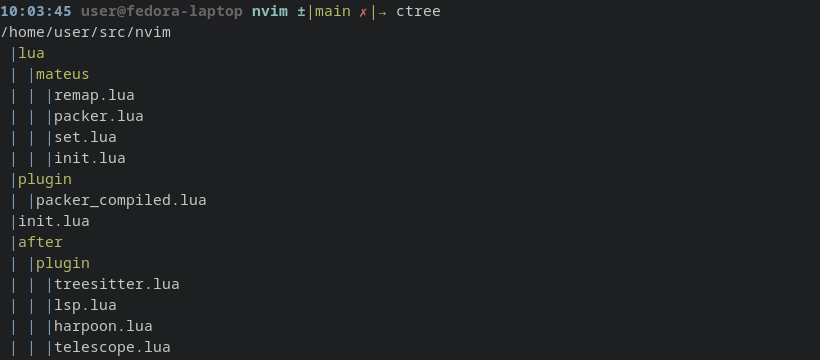 10:03:45 user@fedora-laptop nvim ±|main ✗|→ ctree
/home/user/src/nvim
 |lua
 | |mateus
 | | |remap.lua
 | | |packer.lua
 | | |set.lua
 | | |init.lua
 |plugin
 | |packer_compiled.lua
 |init.lua
 |after
 | |plugin
 | | |treesitter.lua
 | | |lsp.lua
 | | |harpoon.lua
 | | |telescope.lua